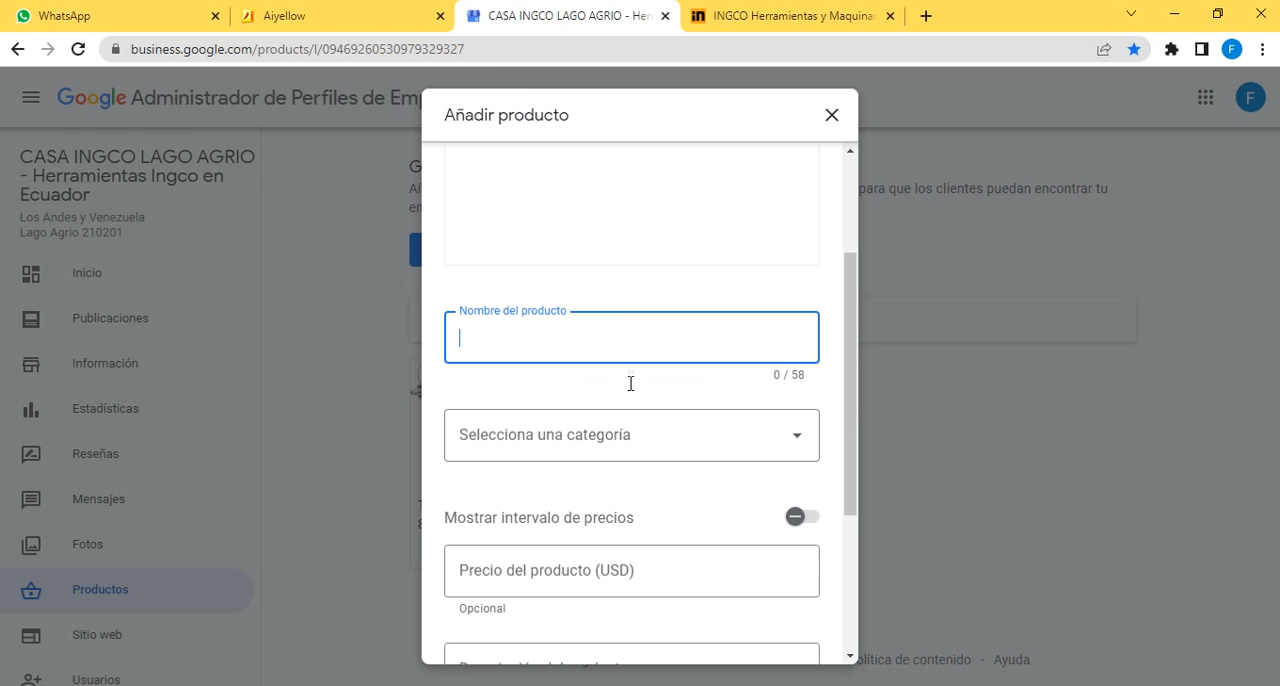 WhatsApp
Aiyellow
CASA INGCO LAGO AGRIO - Her
INGCO Herramientas y Maquinar
business.google.com/products/l/09469260530979329327
F
Google Administrador de Perfiles de Em
F
CASA INGCO LAGO AGRIO
- Herramientas Ingco en
Ecuador
Los Andes y Venezuela
Lago Agrio 210201
Inicio
Publicaciones
Información
Estadísticas
Reseñas
Mensajes
Fotos
Productos
Sitio web
Usuarios
para que los clientes puedan encontrar tu
Añadir producto
Nombre del producto
0 / 58
Selecciona una categoría
Mostrar intervalo de precios
Precio del producto (USD)
Opcional
olítica de contenido - Ayuda